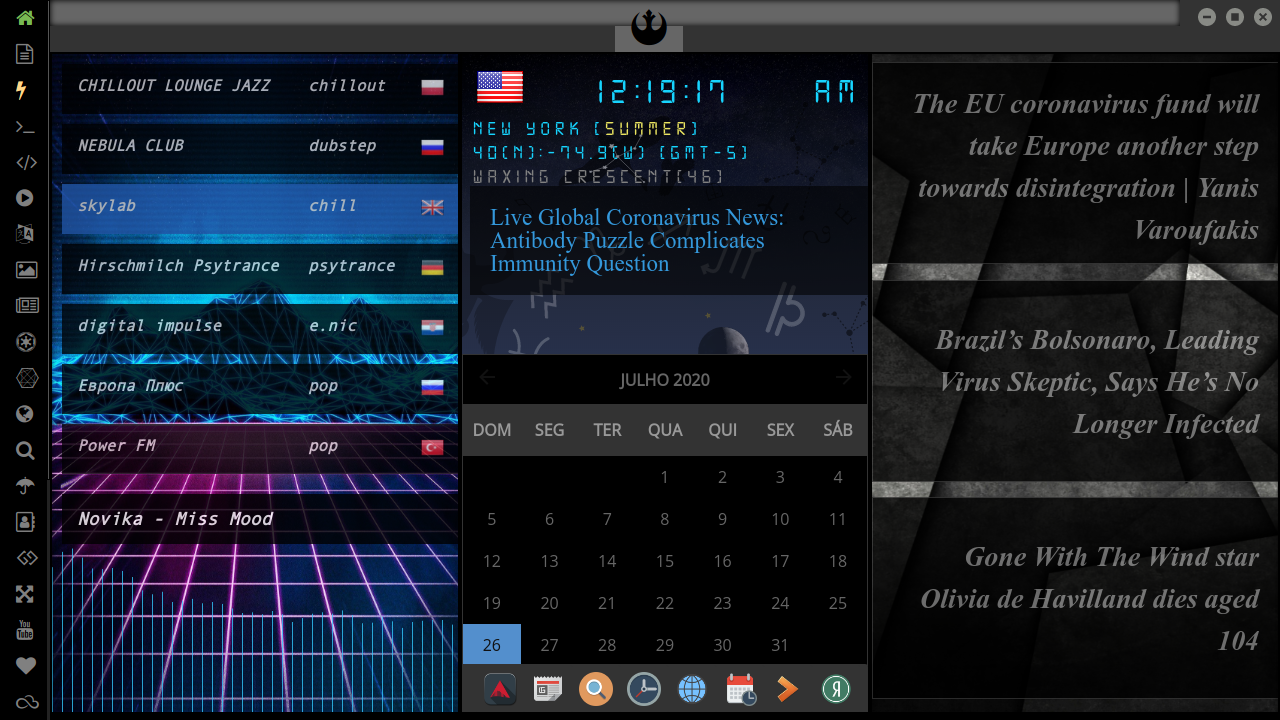 CHILLOUT LOUNGE JAZZ chillout
NEBULA CLUB dubstep
skylab chill
Hirschmilch Psytrance psytrance
digital impulse e.nic
Европа Плюс pop
Power FM pop
Novika - Miss Mood
12:19:17 AM
NEW YORK (SUMMER)
40(N):-74.9(W) (GMT-5)
WAXING CRESCENT(46)
Live Global Coronavirus News:
Antibody Puzzle Complicates
Immunity Question
JULHO 2020
DOM SEG TER QUA QUI SEX SÁB
1 2 3 4
5 6 7 8 9 10 11
12 13 14 15 16 17 18
19 20 21 22 23 24 25
26 27 28 29 30 31
The EU coronavirus fund will
take Europe another step
towards disintegration | Yanis
Varoufakis
Brazil’s Bolsonaro, Leading
Virus Skeptic, Says He’s No
Longer Infected
Gone With The Wind star
Olivia de Havilland dies aged
104
You
Tube
Я